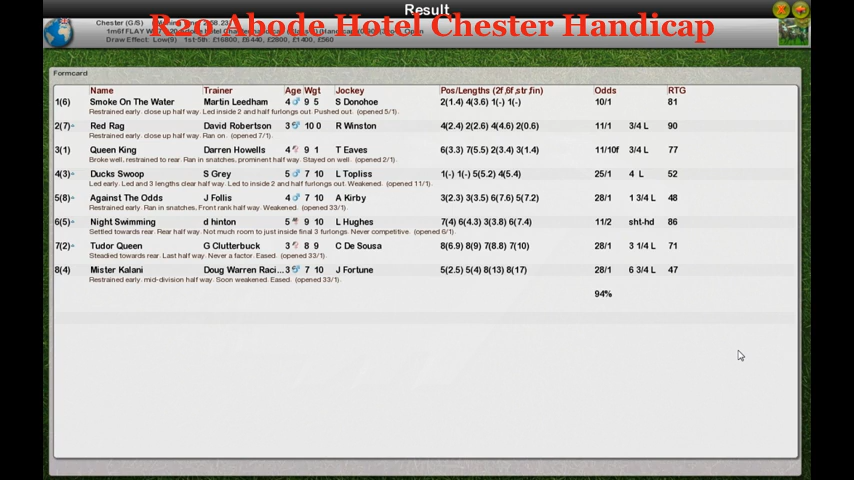 Result
R20 Abode Hotel Chester Handicap
Chester (G/S)
1m6f FLAY
Draw Effect: Low(9) 1st-5th: £16800, £6440, £2800, £1400, £560
Formcard
Name Trainer Age Wgt Jockey Pos/Lengths (2f,6f,str,fin) Odds RTG
1(6) Smoke On The Water Martin Leedham 4 9 5 S Donohoe 2(1.4) 4(3.6) 1(-) 1(-) 10/1 81
Restrained early. close up half way. Led inside 2 and half furlongs out. Pushed out. (opened 5/1).
2(7) Red Rag David Robertson 3 10 0 R Winston 4(2.4) 2(2.6) 4(4.6) 2(0.6) 11/1 3/4 L 90
Restrained early. close up half way. Ran on. (opened 7/1).
3(1) Queen King Darren Howells 4 9 1 T Eaves 6(3.3) 7(5.5) 2(3.4) 3(1.4) 11/10f 3/4 L 77
Broke well, restrained to rear. Ran in snatches, prominent half way. Stayed on well. (opened 2/1).
4(3) Ducks Swoop S Grey 5 7 10 L Topliss 1(-) 1(-) 5(5.2) 4(5.4) 25/1 4 L 52
Led early. Led and 3 lengths clear half way. Led to inside 2 and half furlongs out. Weakened. (opened 11/1).
5(8) Against The Odds J Follis 4 7 10 A Kirby 3(2.3) 3(3.5) 6(7.6) 5(7.2) 28/1 1 3/4 L 48
Restrained early. Ran in snatches, Front rank half way. Weakened. (opened 33/1).
6(5) Night Swimming d hinton 5 9 10 L Hughes 7(4) 6(4.3) 3(3.8) 6(7.4) 11/2 sht-hd 86
Settled towards rear. Rear half way. Not much room to just inside final 3 furlongs. Never competitive. (opened 6/1).
7(2) Tudor Queen G Clutterbuck 3 8 9 C De Sousa 8(6.9) 8(9) 7(8.8) 7(10) 28/1 3 1/4 L 71
Steadied towards rear. Last half way. Never a factor. Eased. (opened 33/1).
8(4) Mister Kalani Doug Warren Raci... 3 7 10 J Fortune 5(2.5) 5(4) 8(13) 8(17) 28/1 6 3/4 L 47
Restrained early. mid-division half way. Soon weakened. Eased. (opened 33/1).
94%